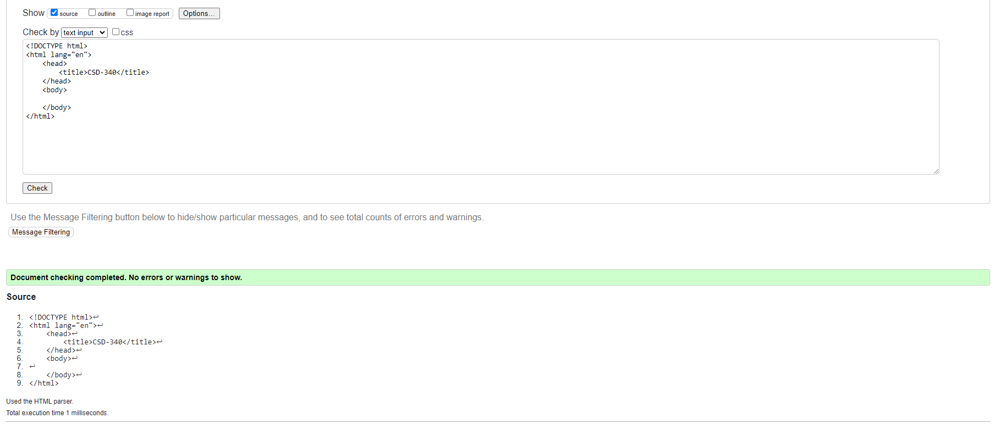 Show source outline image report Options...
Check by text input css
<!DOCTYPE html>
<html lang="en">
    <head>
        <title>CSD-340</title>
    </head>
    <body>

    </body>
</html>
Check
Use the Message Filtering button below to hide/show particular messages, and to see total counts of errors and warnings.
Message Filtering
Document checking completed. No errors or warnings to show.
Source
1. <!DOCTYPE html>↩
2. <html lang="en">↩
3.     <head>↩
4.         <title>CSD-340</title>↩
5.     </head>↩
6.     <body>↩
7. ↩
8.     </body>↩
9. </html>
Used the HTML parser.
Total execution time 1 milliseconds.